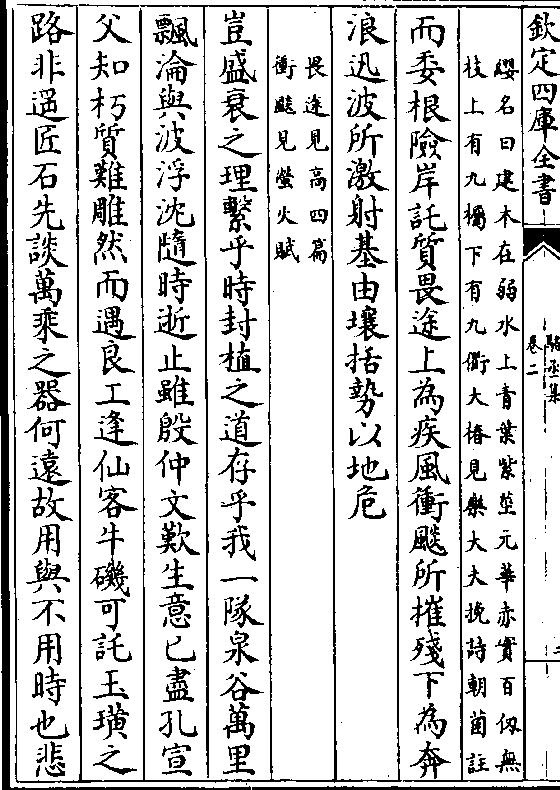 欽定四庫全書
駱丞集
卷二
纓名曰建木在弱水上青葉紫莖元華赤實百仭無
枝上有九欘下有九衢大椿見樂大夫挽詩朝菌註
而委根險岸託質畏途上為疾風衝飇所摧殘下為奔
浪迅波所激射基由壤括勢以地危
畏途見高四篇
衝飇見螢火賦
豈盛衰之理繫乎時封植之道存乎我一隊泉谷萬里
飄淪與波浮沈隨時逝止雖殷仲文歎生意已盡孔宣
父知朽質難雕然而遇良工逢仙客牛磯可託玉璜之
路非遥匠石先談萬乘之器何遠故用與不用時也悲